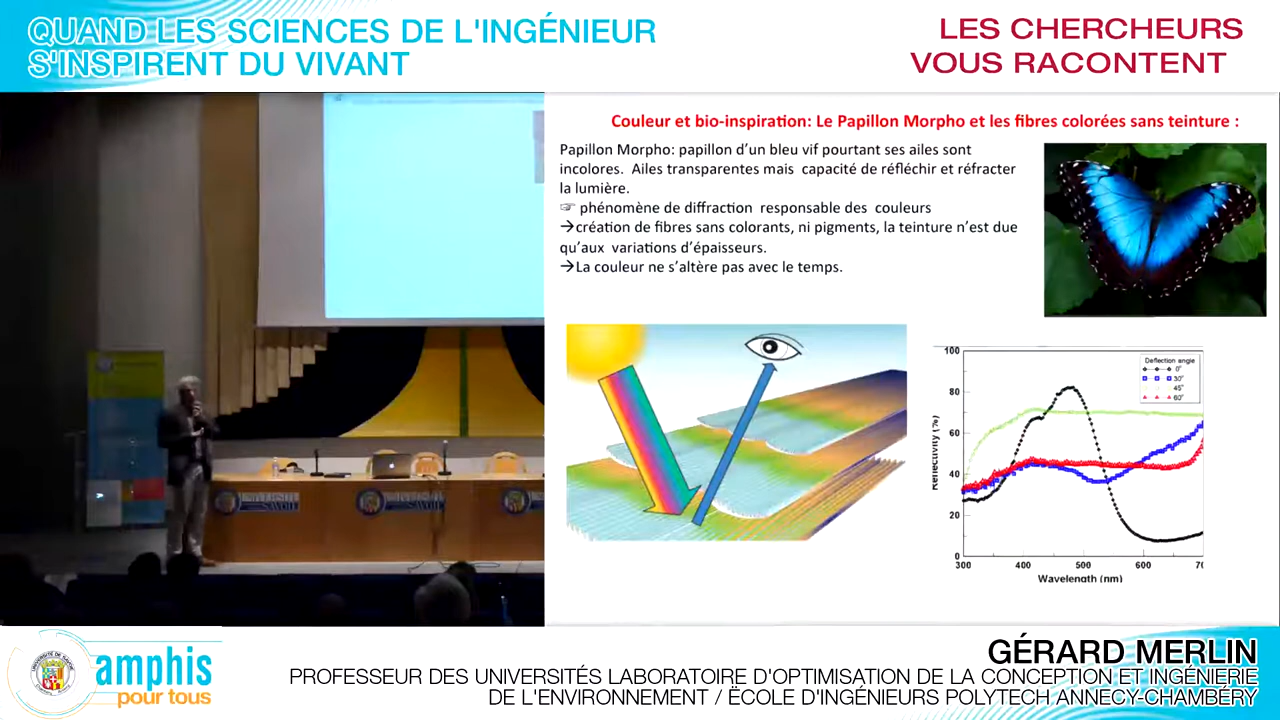 QUAND LES SCIENCES DE L'INGÉNIEUR
S'INSPIRENT DU VIVANT
LES CHERCHEURS
VOUS RACONTENT
Couleur et bio-inspiration: Le Papillon Morpho et les fibres colorées sans teinture :
Papillon Morpho: papillon d'un bleu vif pourtant ses ailes sont
incolores. Ailes transparentes mais capacité de réfléchir et réfracter
la lumière.
☞ phénomène de diffraction responsable des couleurs
→création de fibres sans colorants, ni pigments, la teinture n'est due
qu'aux variations d'épaisseurs.
→La couleur ne s'altère pas avec le temps.
Deflection angle
0°
30°
45°
60°
Reflectivity (%)
100
80
60
40
20
0
300 400 500 600 70
Wavelength (nm)
UNIVERSITÉ
SAVOIE
UNIVERSITÉ
SAVOIE
amphis
pour tous
GÉRARD MERLIN
PROFESSEUR DES UNIVERSITÉS LABORATOIRE D'OPTIMISATION DE LA CONCEPTION ET INGÉNIERIE
DE L'ENVIRONNEMENT / ËCOLE D'INGÉNIEURS POLYTECH ANNECY-CHAMBÉRY